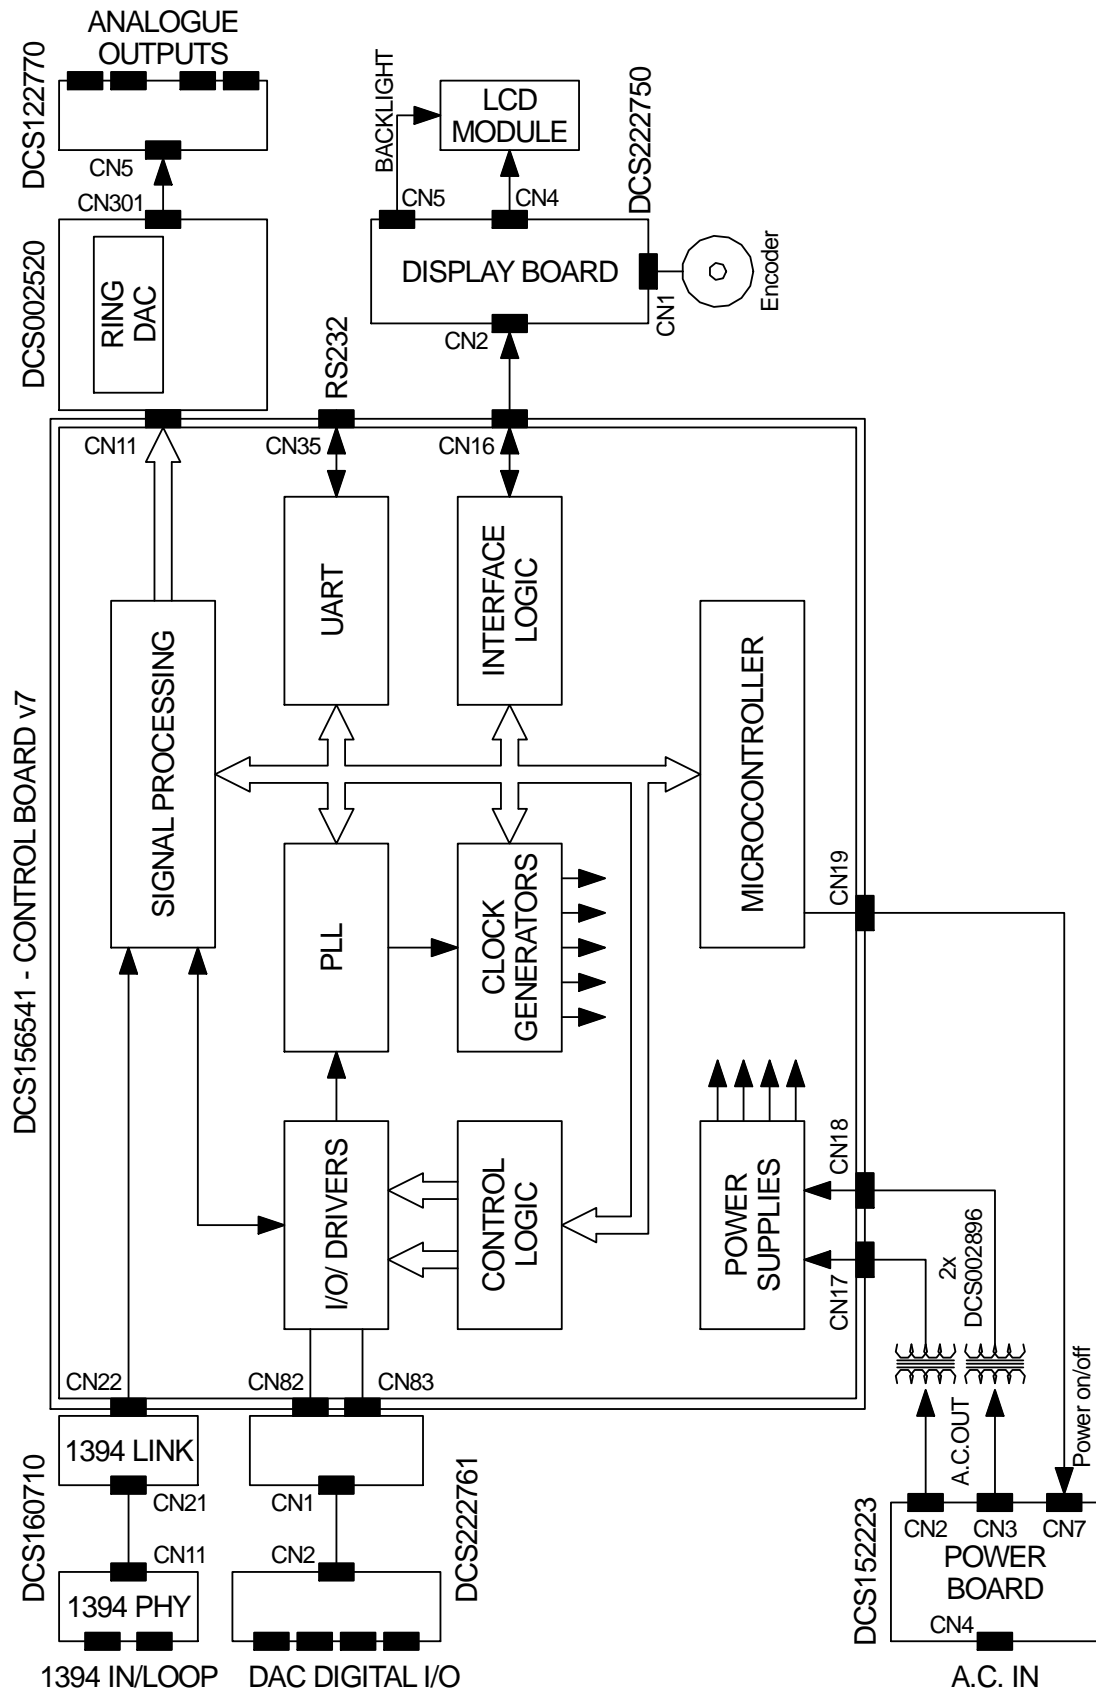 ANALOGUE
OUTPUTS
DCS122770
CN5
CN301
DCS002520
RING
DAC
BACKLIGHT
LCD
MODULE
DCS222750
CN5
CN4
DISPLAY BOARD
CN1
Encoder
CN2
RS232
CN11
CN35
CN16
DCS156541 - CONTROL BOARD v7
SIGNAL PROCESSING
UART
INTERFACE
LOGIC
MICROCONTROLLER
PLL
CLOCK
GENERATORS
CN19
I/O/ DRIVERS
CONTROL
LOGIC
POWER
SUPPLIES
CN18
CN17
2x
DCS002896
CN22
CN82
CN83
1394 LINK
DCS160710
CN21
CN1
CN11
CN2
DCS222761
1394 PHY
1394 IN/LOOP
DAC DIGITAL I/O
A.C.OUT
Power on/off
DCS152223
CN2
CN3
CN7
POWER
BOARD
CN4
A.C. IN